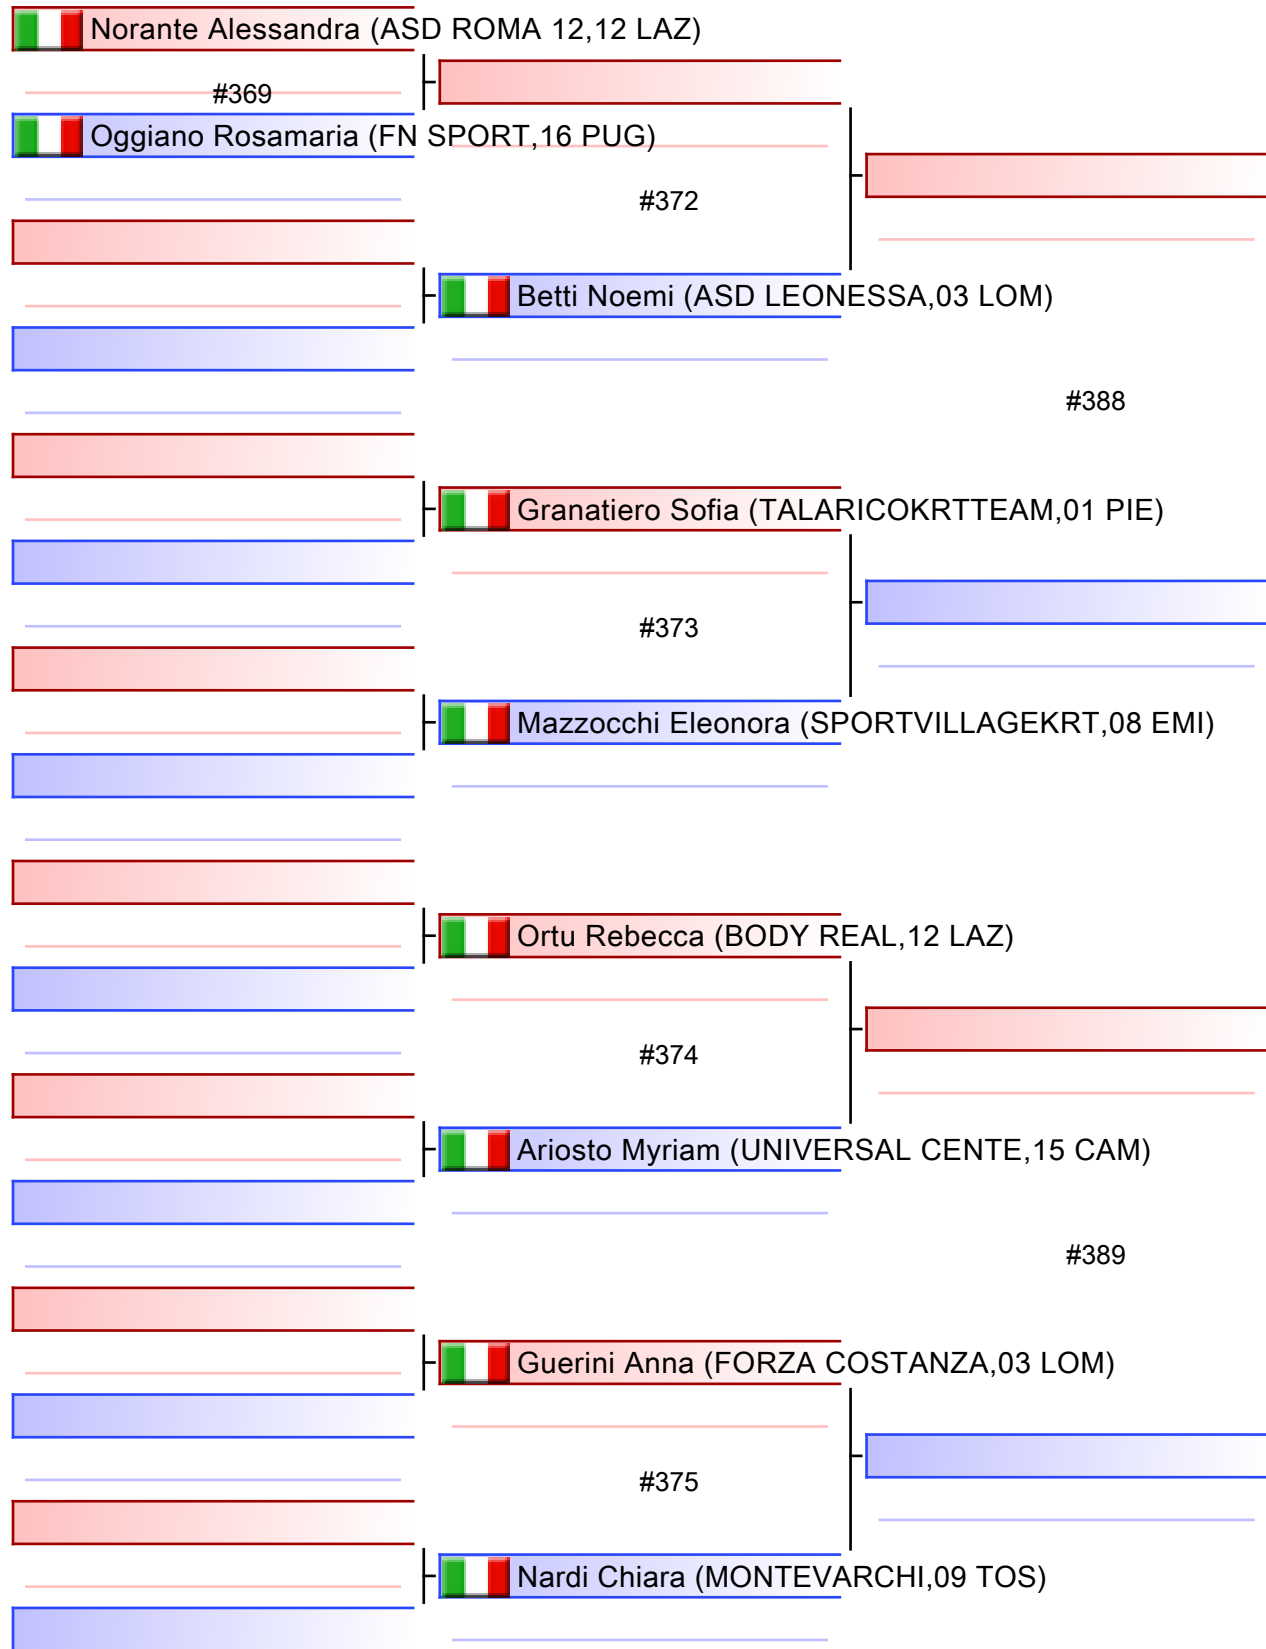 Norante Alessandra (ASD ROMA 12,12 LAZ)
#369
Oggiano Rosamaria (FN SPORT,16 PUG)
#372
Betti Noemi (ASD LEONESSA,03 LOM)
#388
Granatiero Sofia (TALARICOKRTTEAM,01 PIE)
#373
Mazzocchi Eleonora (SPORTVILLAGEKRT,08 EMI)
Ortu Rebecca (BODY REAL,12 LAZ)
#374
Ariosto Myriam (UNIVERSAL CENTE,15 CAM)
#389
Guerini Anna (FORZA COSTANZA,03 LOM)
#375
Nardi Chiara (MONTEVARCHI,09 TOS)